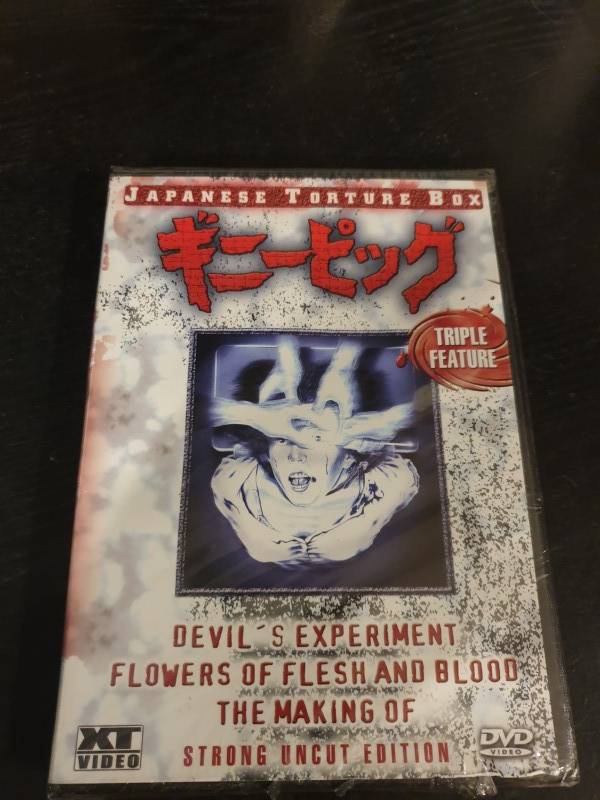 JAPANESE TORTURE BOX
ギニーピッグ
TRIPLE
FEATURE
DEVIL´S EXPERIMENT
FLOWERS OF FLESH AND BLOOD
THE MAKING OF
STRONG UNCUT EDITION
XT
VIDEO
DVD
VIDEO